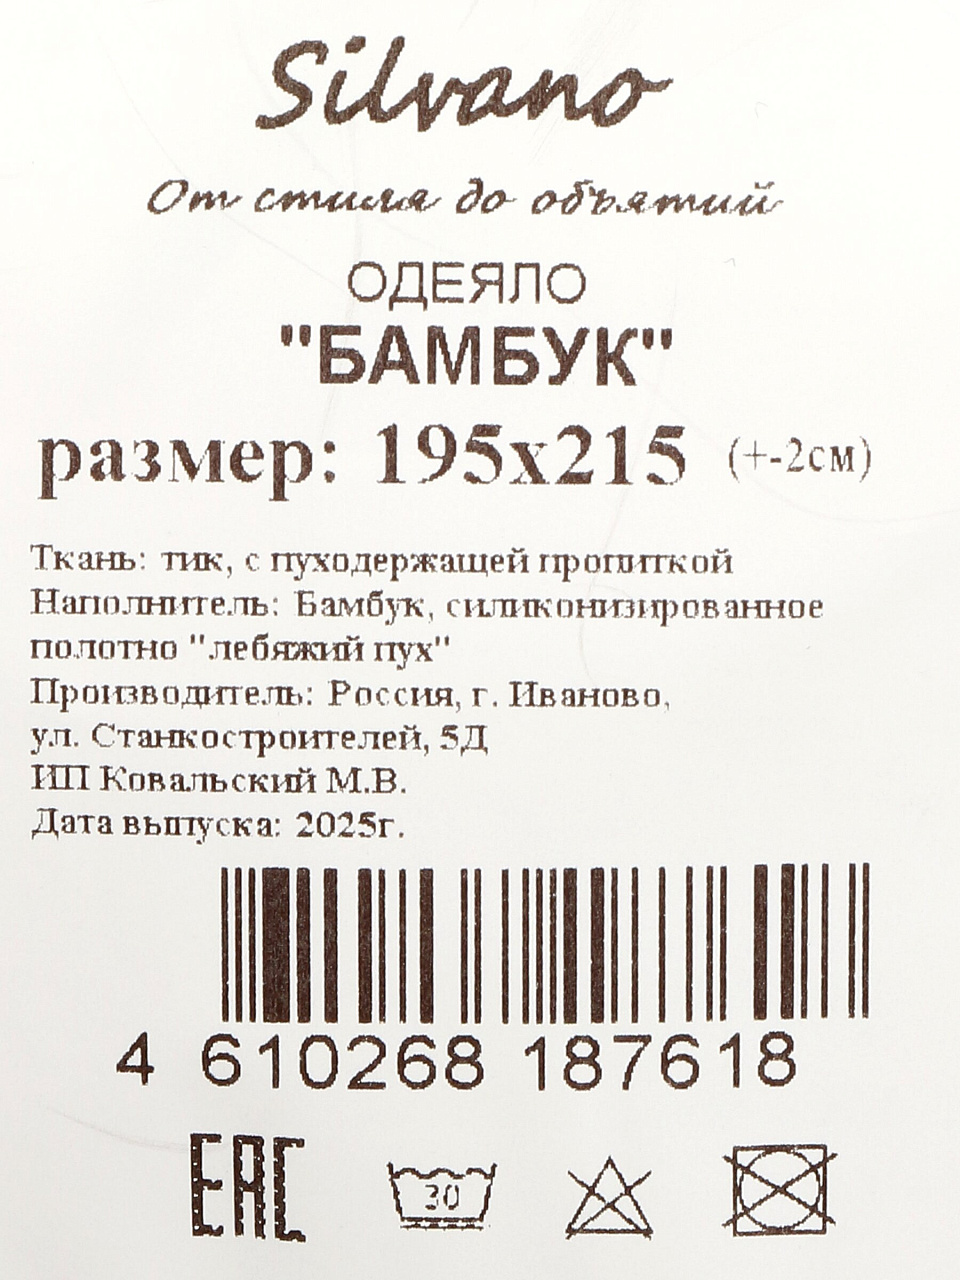 Silvano
От стиля до объятий
ОДЕЯЛО
"БАМБУК"
размер: 195х215 (+-2см)
Ткань: тик, с пуходержащей пропиткой
Наполнитель: Бамбук, силиконизированное
полотно "лебяжий пух"
Производитель: Россия, г. Иваново,
ул. Станкостроителей, 5Д
ИП Ковальский М.В.
Дата выпуска: 2025г.
4 610268 187618
EAC 30